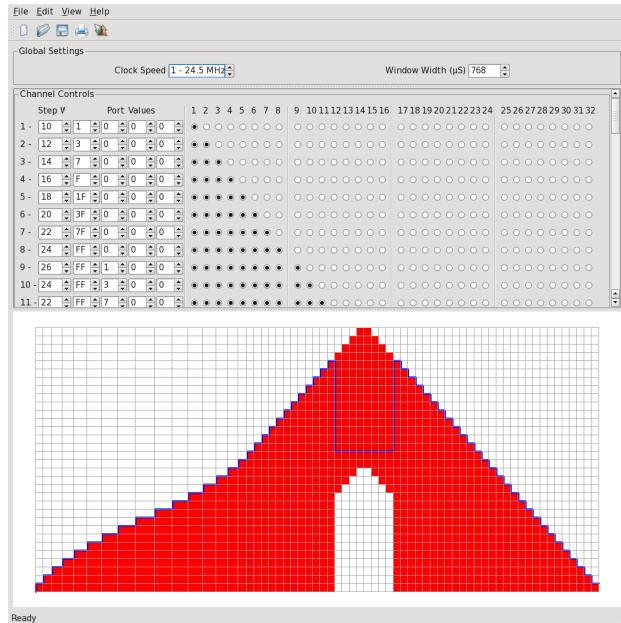 File Edit View Help
Global Settings
Clock Speed 1 - 24.5 MHz Window Width (µS) 768
Channel Controls
Step W Port Values 1 2 3 4 5 6 7 8 9 10 11 12 13 14 15 16 17 18 19 20 21 22 23 24 25 26 27 28 29 30 31 32
1 - 10 1 0 0 0
2 - 12 3 0 0 0
3 - 14 7 0 0 0
4 - 16 F 0 0 0
5 - 18 1F 0 0 0
6 - 20 3F 0 0 0
7 - 22 7F 0 0 0
8 - 24 FF 0 0 0
9 - 26 FF 1 0 0
10 - 24 FF 3 0 0
11 - 22 FF 7 0 0
Ready